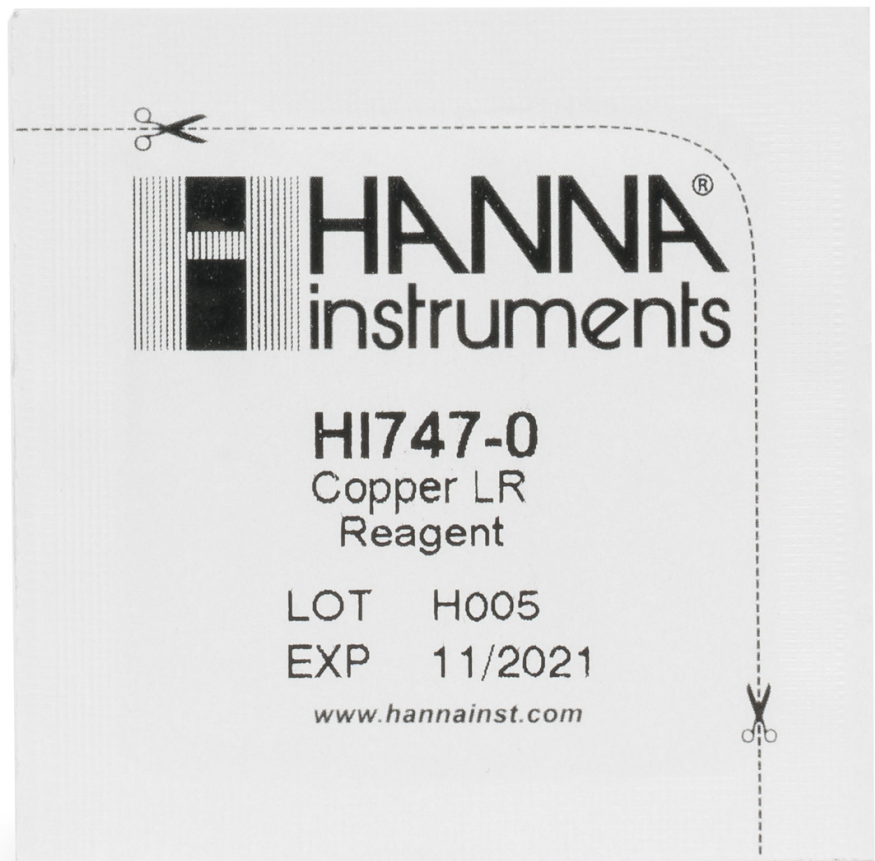 HANNA®
instruments
HI747-0
Copper LR
Reagent
LOT H005
EXP 11/2021
www.hannainst.com